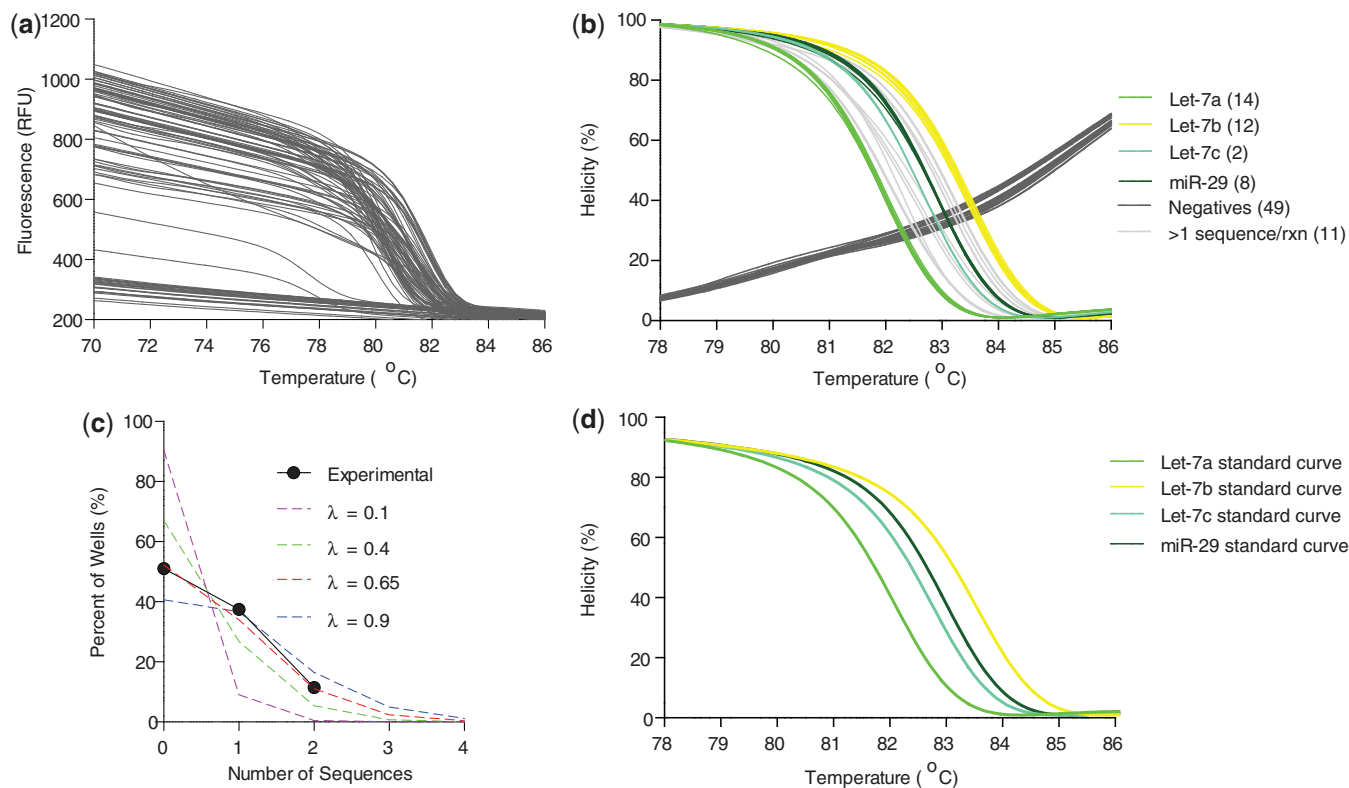 (a)
1200
1000
800
600
400
200
Fluorescence (RFU)
70 72 74 76 78 80 82 84 86
Temperature ( °C)
(b)
100
80
60
40
20
0
Helicity (%)
78 79 80 81 82 83 84 85 86
Temperature ( °C)
Let-7a (14)
Let-7b (12)
Let-7c (2)
miR-29 (8)
Negatives (49)
>1 sequence/rxn (11)
(c)
100
80
60
40
20
0
Percent of Wells (%)
0 1 2 3 4
Number of Sequences
Experimental
λ = 0.1
λ = 0.4
λ = 0.65
λ = 0.9
(d)
100
80
60
40
20
0
Helicity (%)
78 79 80 81 82 83 84 85 86
Temperature ( °C)
Let-7a standard curve
Let-7b standard curve
Let-7c standard curve
miR-29 standard curve